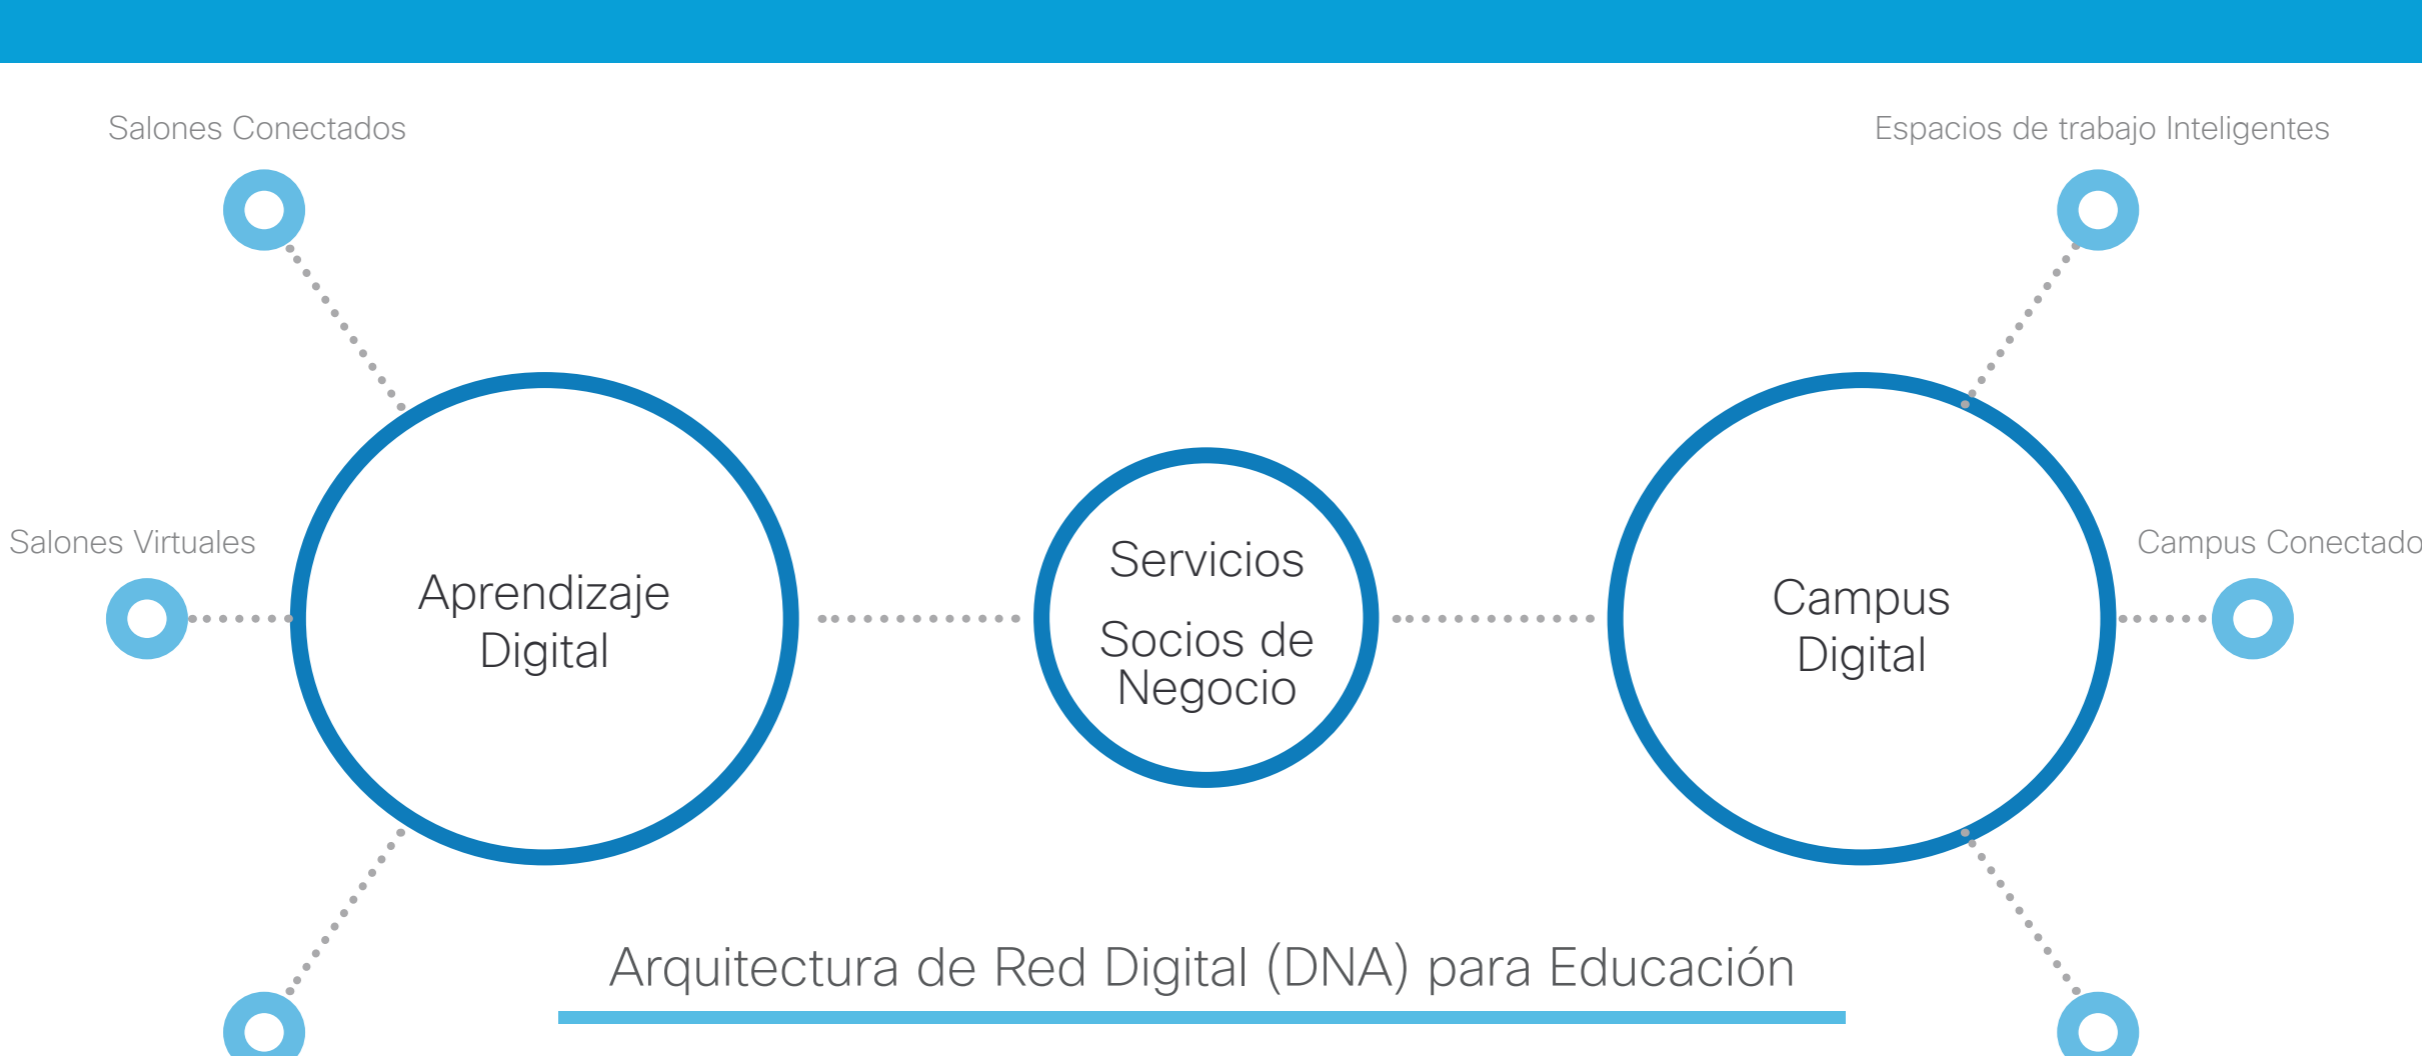 Salones Conectados
Espacios de trabajo Inteligentes
Salones Virtuales
Campus Conectado
Aprendizaje
Digital
Servicios
Socios de
Negocio
Campus
Digital
Arquitectura de Red Digital (DNA) para Educación